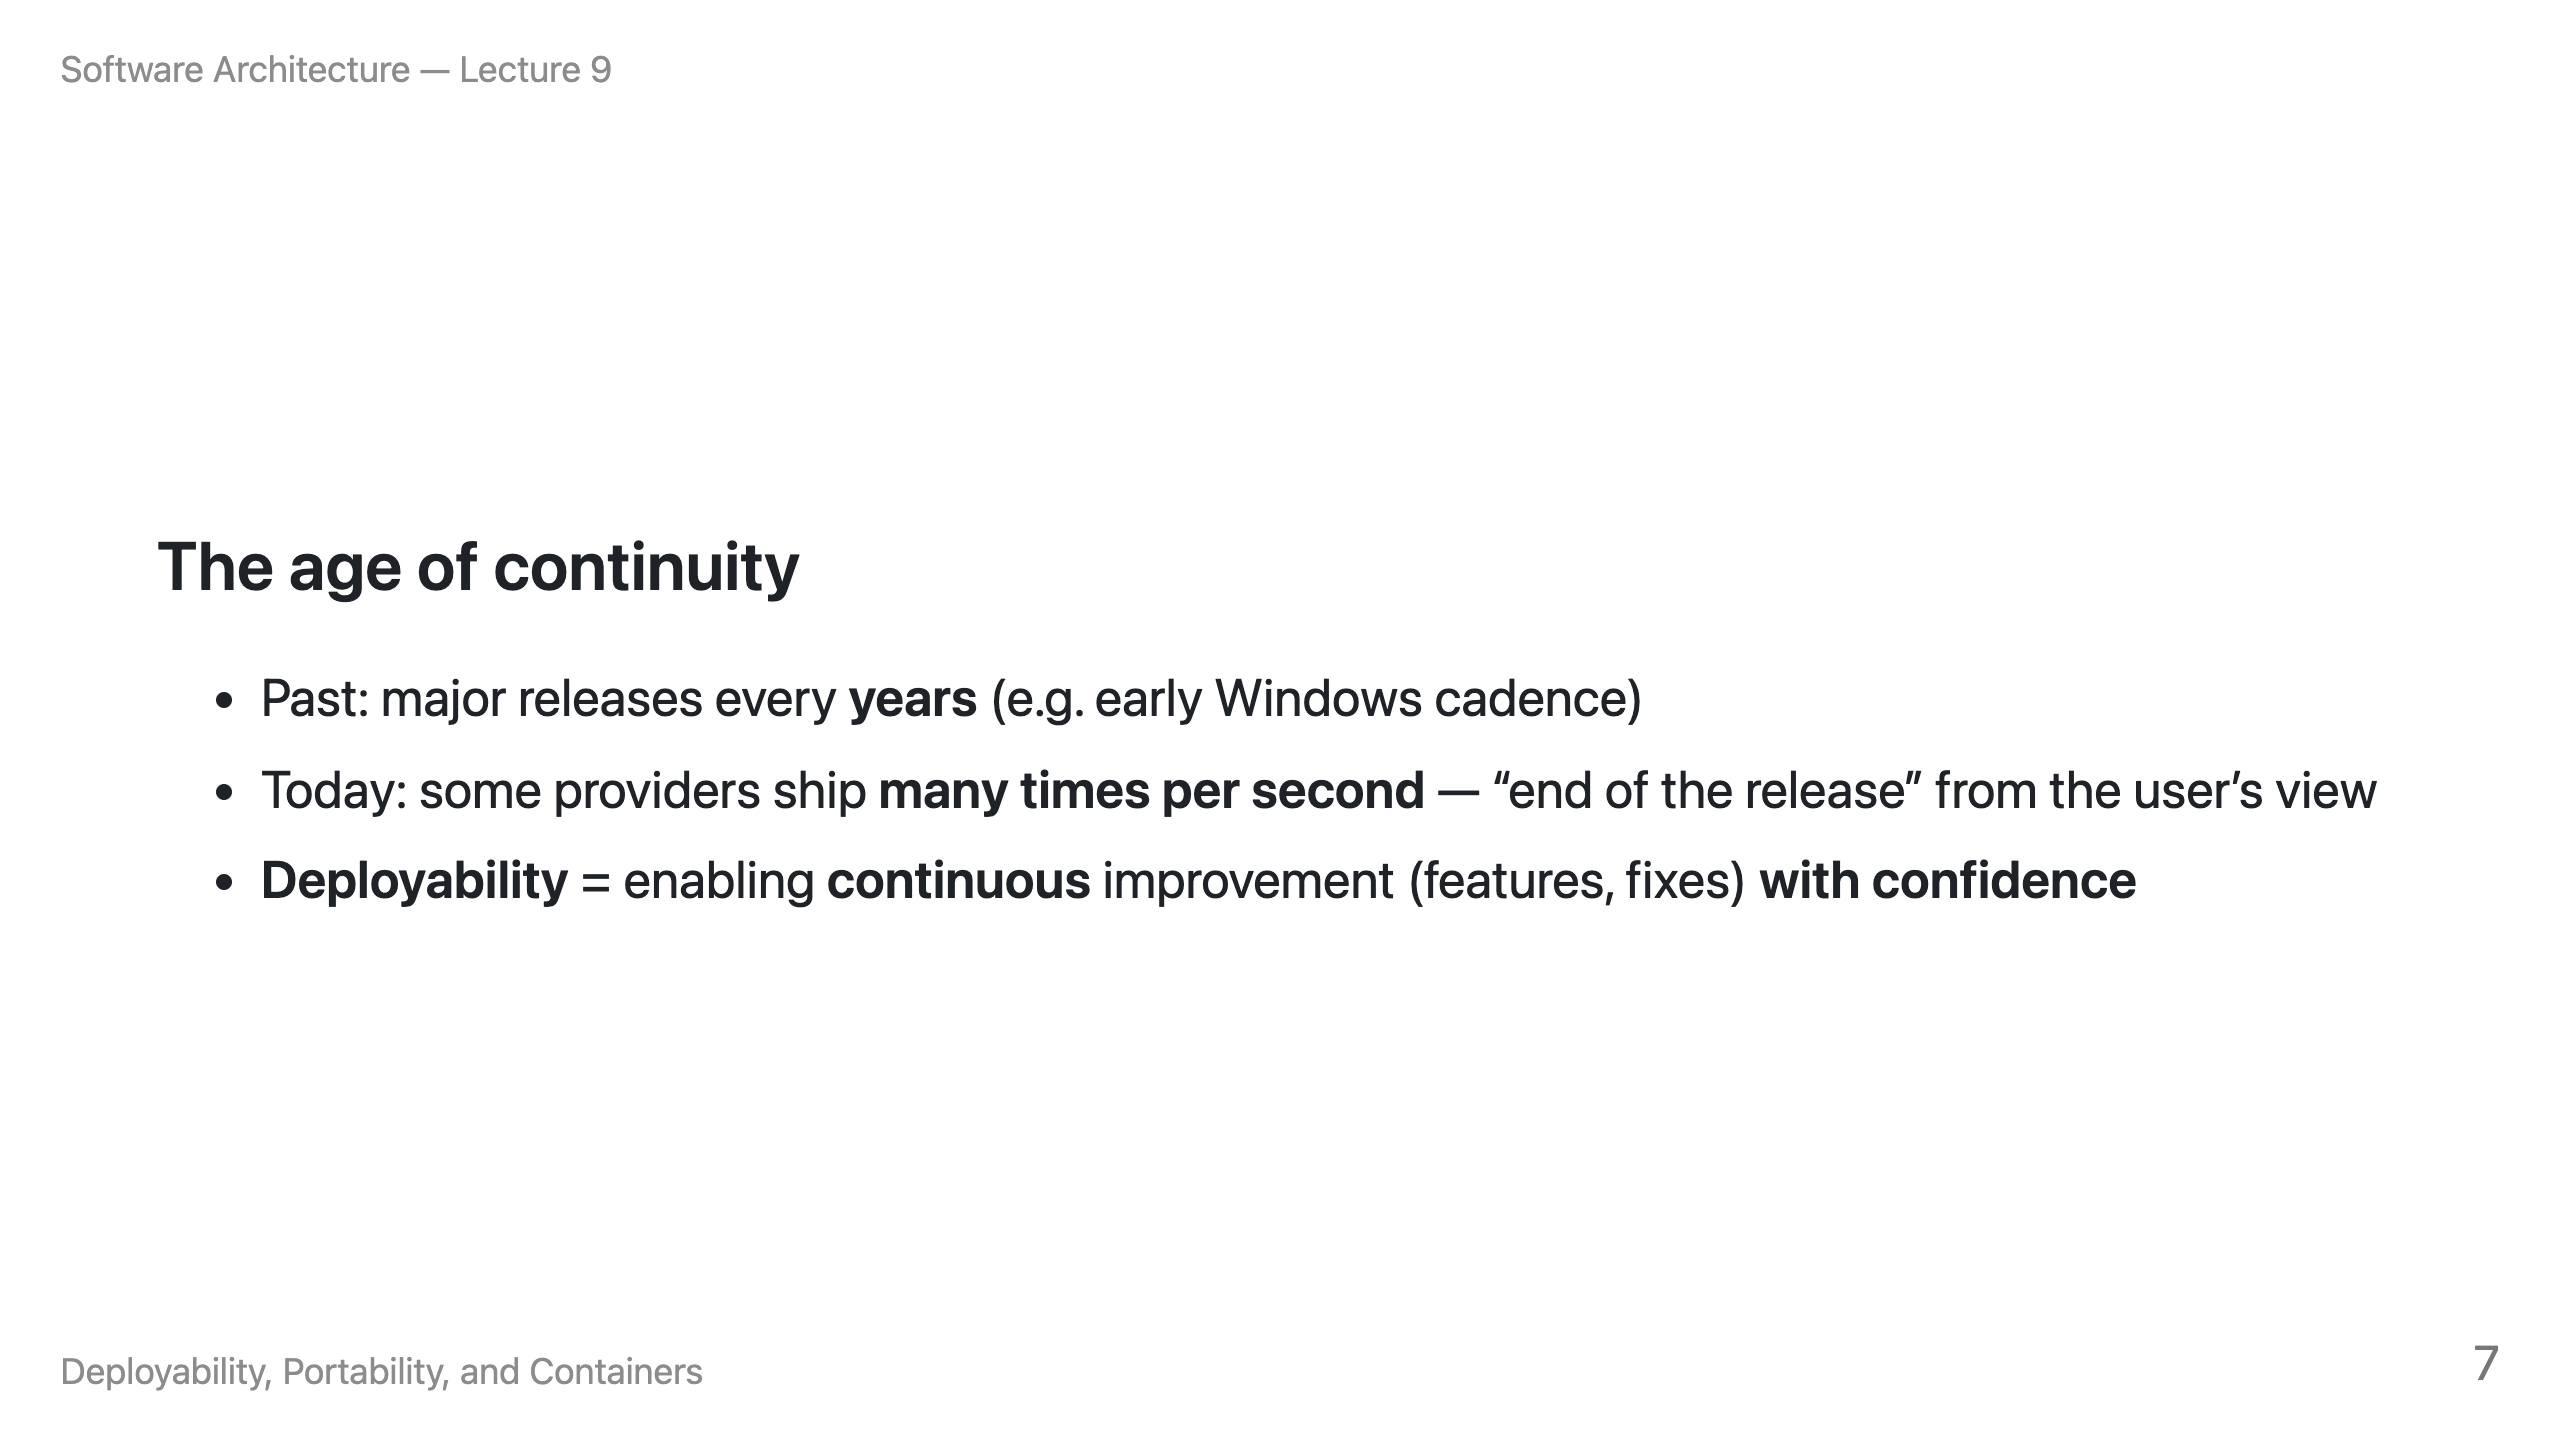 Software Architecture — Lecture 9
The age of continuity
• Past: major releases every years (e.g. early Windows cadence)
• Today: some providers ship many times per second — “end of the release” from the user’s view
• Deployability = enabling continuous improvement (features, fixes) with confidence
Deployability, Portability, and Containers
7